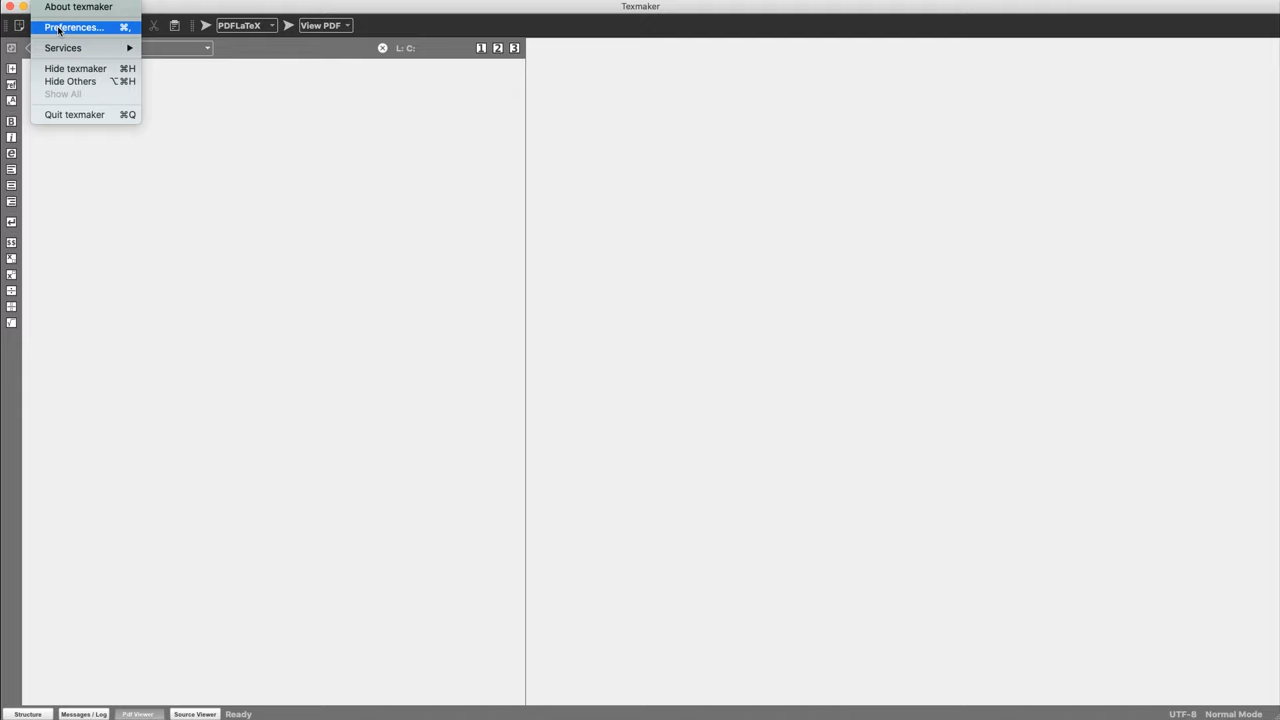 Texmaker
About texmaker
Preferences... ⌘,
Services ▶
Hide texmaker ⌘H
Hide Others ⌥⌘H
Show All
Quit texmaker ⌘Q
PDFLaTeX
View PDF
L: C:
1 2 3
ref
B
i
e
$$
Structure
Messages / Log
Pdf Viewer
Source Viewer
Ready
UTF-8 Normal Mode